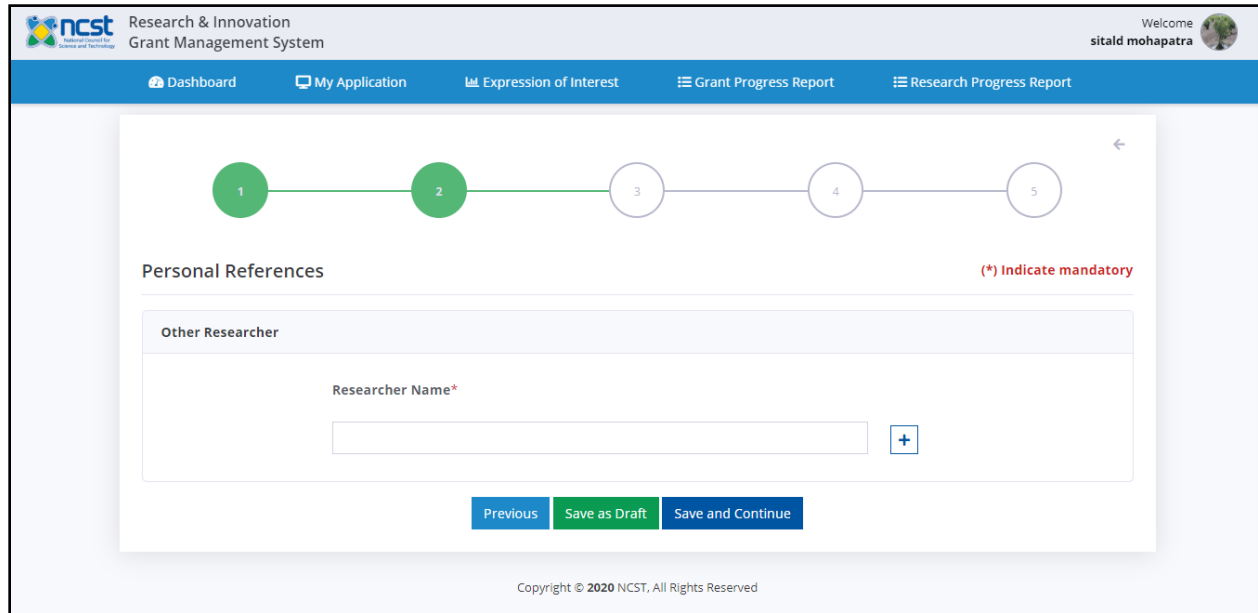 ncst
National Council for
Science and Technology
Research & Innovation
Grant Management System
Welcome
sitald mohapatra
Dashboard My Application Expression of Interest Grant Progress Report Research Progress Report
1 2 3 4 5
Personal References (*) Indicate mandatory
Other Researcher
Researcher Name*
+
Previous Save as Draft Save and Continue
Copyright © 2020 NCST, All Rights Reserved